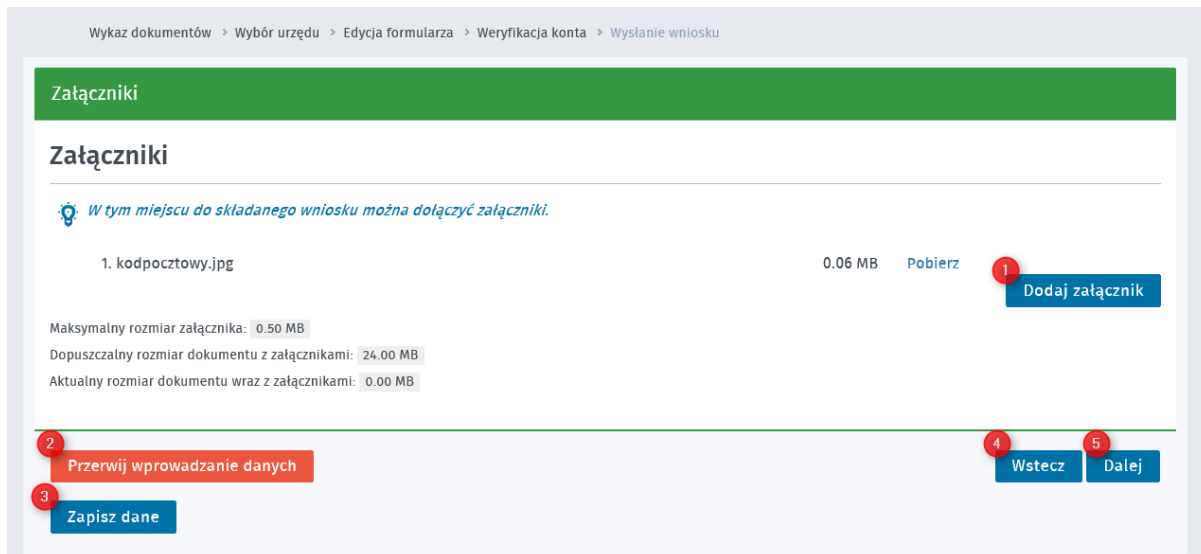 Wykaz dokumentów > Wybór urzędu > Edycja formularza > Weryfikacja konta > Wysłanie wniosku
Załączniki
Załączniki
W tym miejscu do składanego wniosku można dołączyć załączniki.
1. kodpocztowy.jpg 0.06 MB Pobierz
1
Dodaj załącznik
Maksymalny rozmiar załącznika: 0.50 MB
Dopuszczalny rozmiar dokumentu z załącznikami: 24.00 MB
Aktualny rozmiar dokumentu wraz z załącznikami: 0.00 MB
2 4 5
Przerwij wprowadzanie danych Wstecz Dalej
3
Zapisz dane